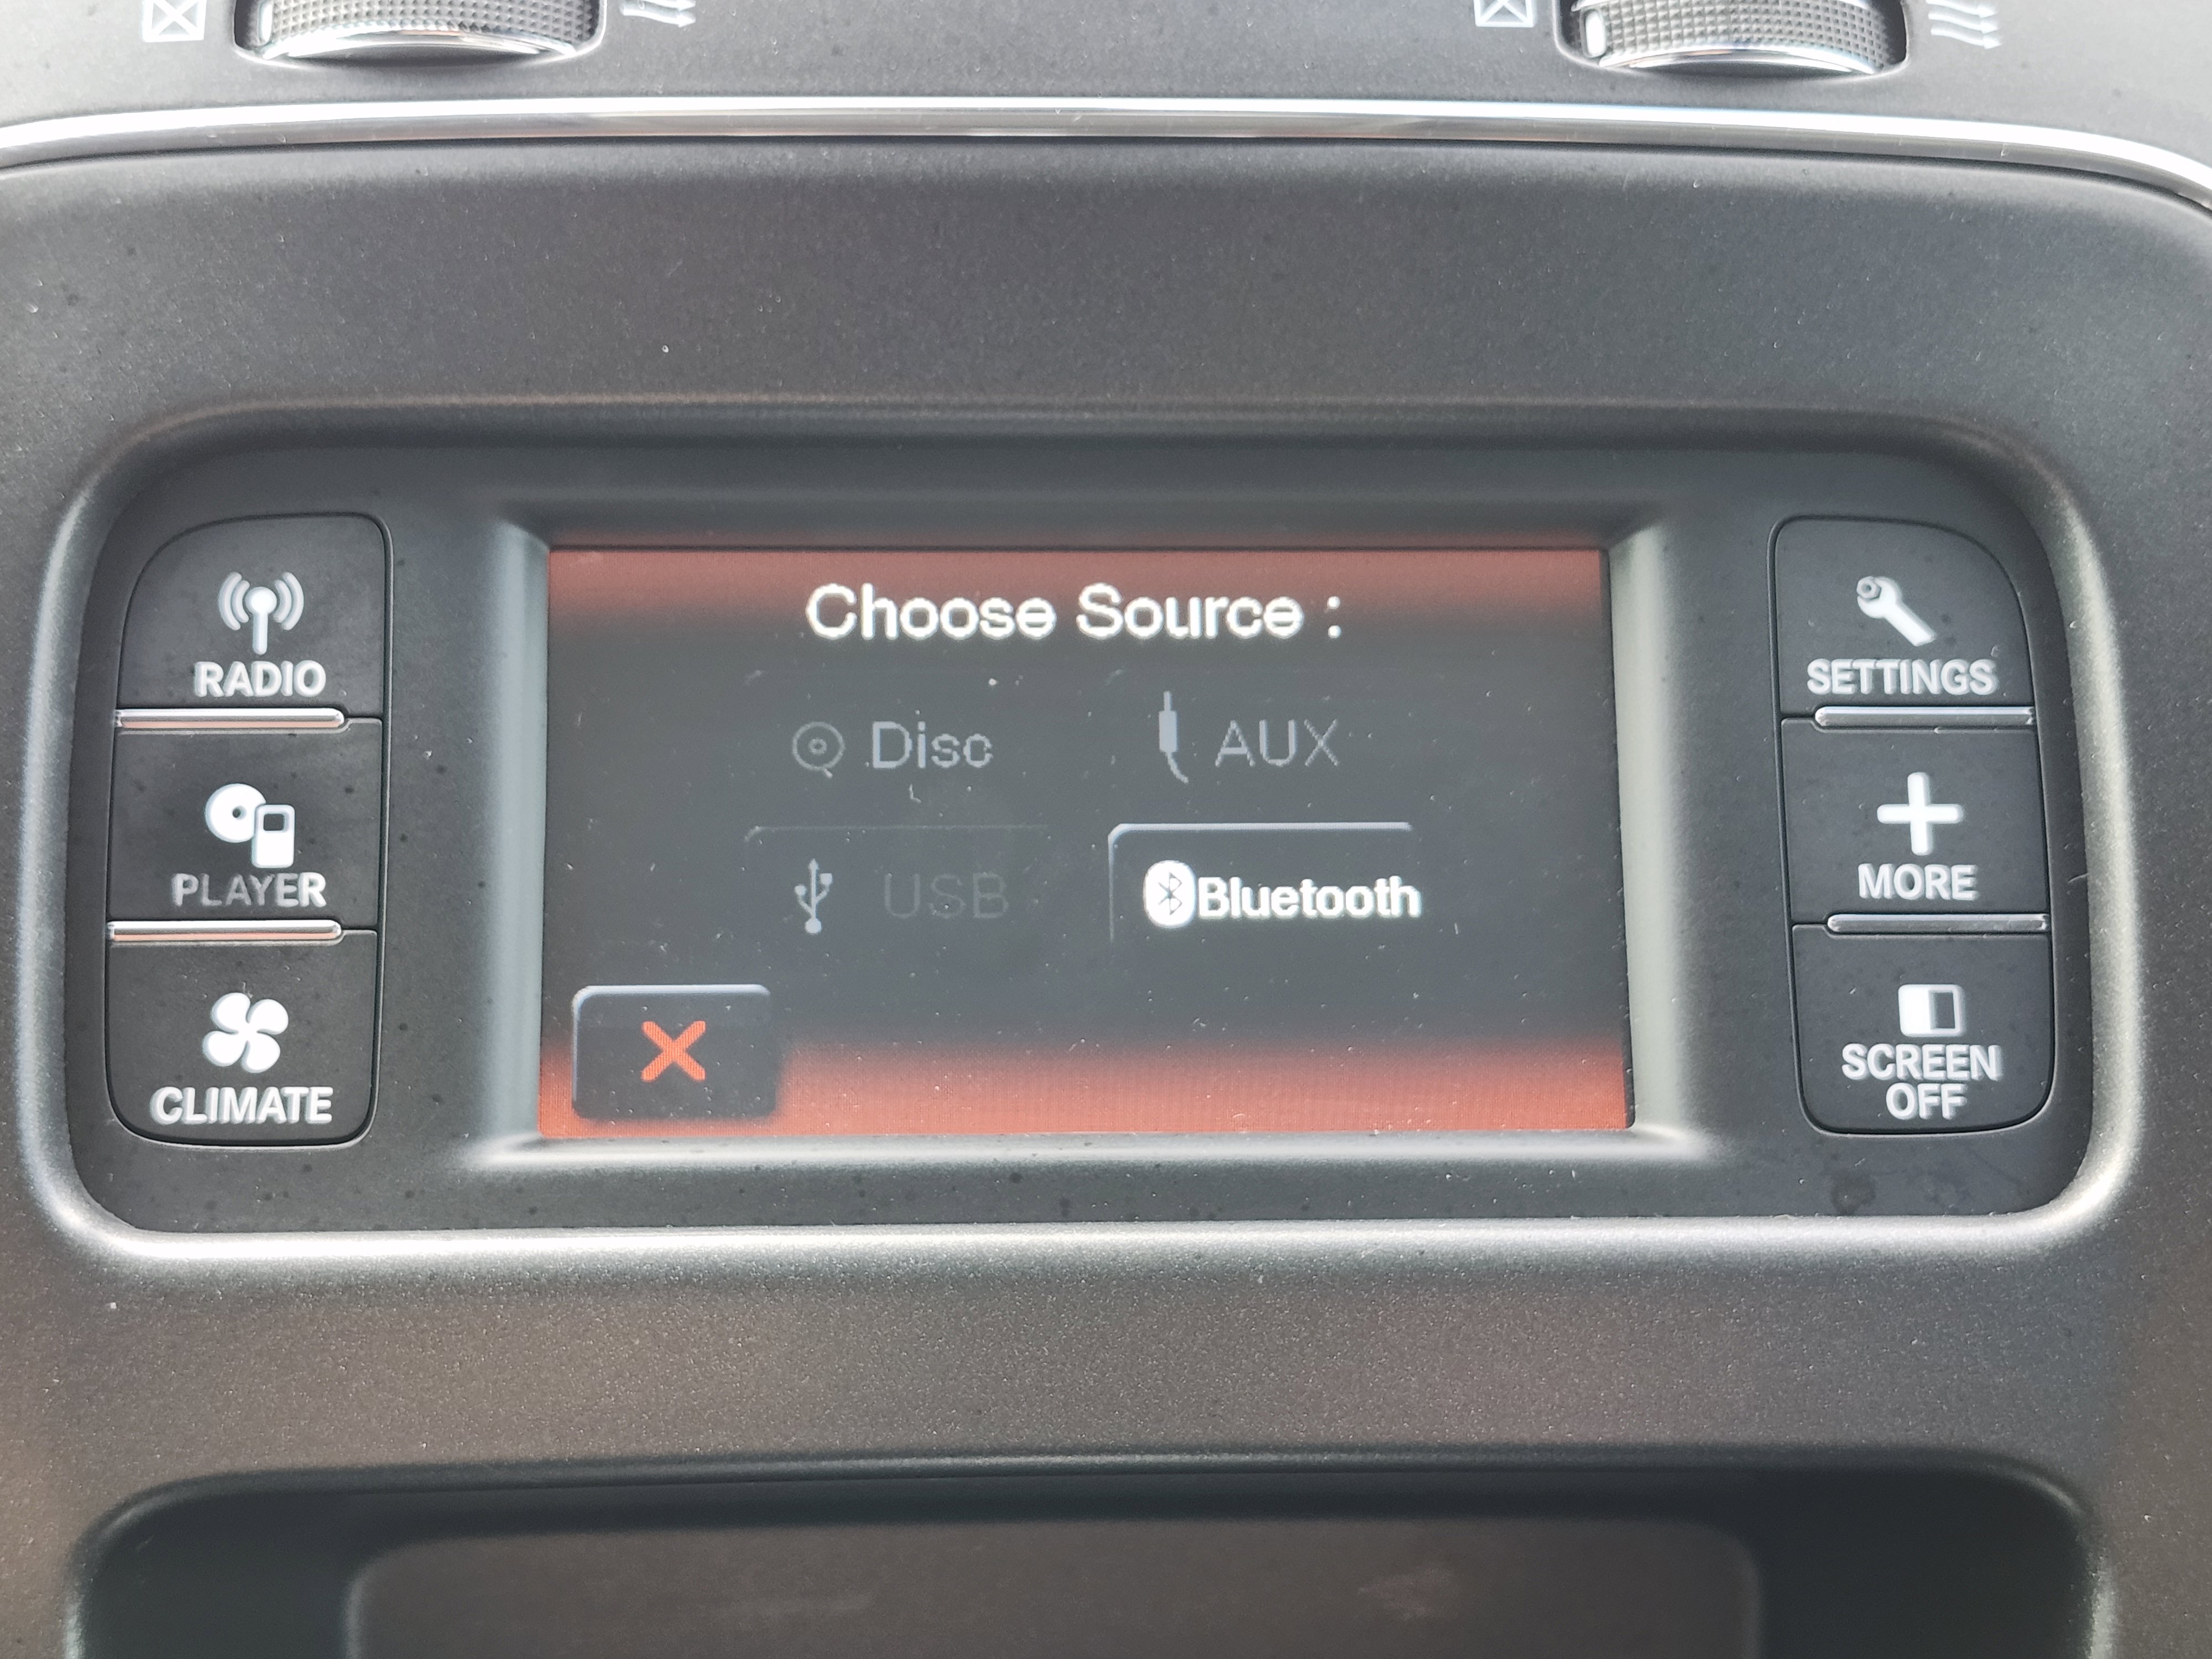 Choose Source :
RADIO
SETTINGS
Disc
AUX
PLAYER
USB
Bluetooth
MORE
CLIMATE
SCREEN
OFF